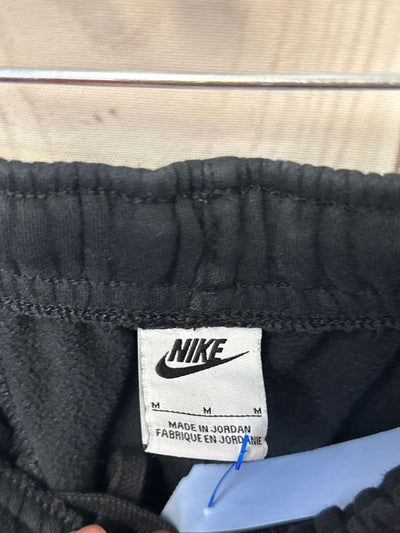 NIKE
M M M
MADE IN JORDAN
FABRIQUE EN JORDANIE